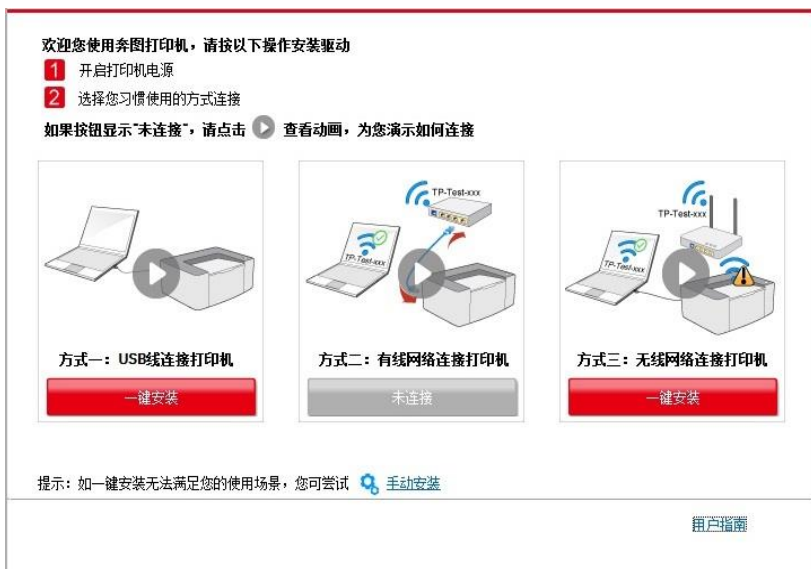 欢迎您使用奔图打印机，请按以下操作安装驱动
1 开启打印机电源
2 选择您习惯使用的方式连接
如果按钮显示"未连接"，请点击 查看动画，为您演示如何连接
TP-Test-xxx
TP-Test-xxx
TP-Test-xxx
TP-Test-xxx
方式一：USB线连接打印机
方式二：有线网络连接打印机
方式三：无线网络连接打印机
一键安装
未连接
一键安装
提示：如一键安装无法满足您的使用场景，您可尝试 手动安装
用户指南